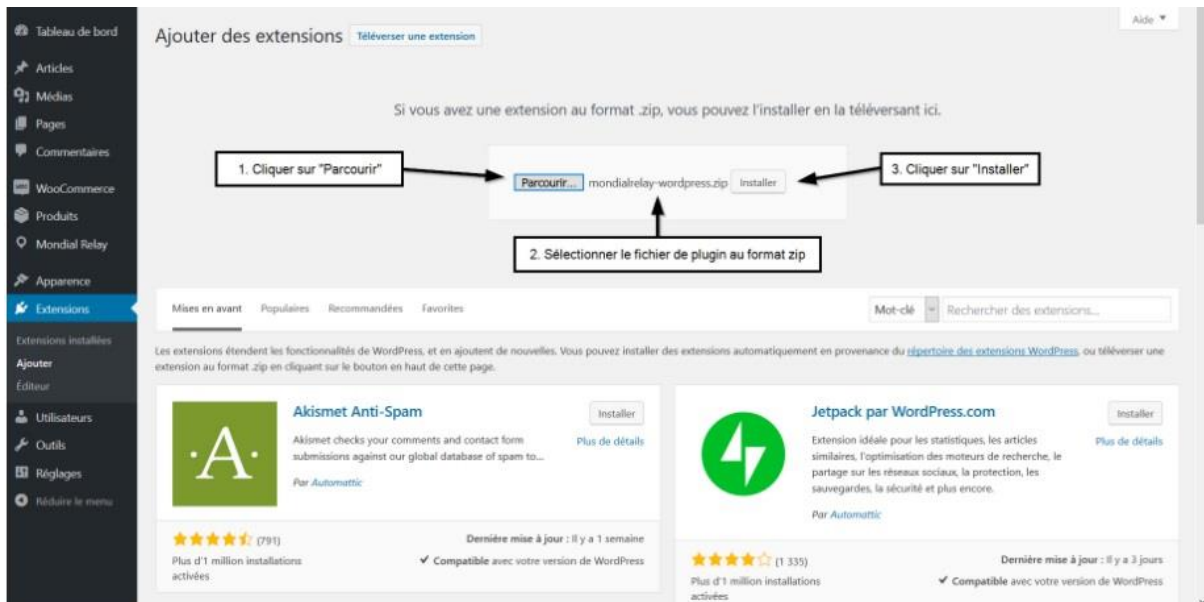 Aide
Tableau de bord
Articles
Médias
Pages
Commentaires
WooCommerce
Produits
Mondial Relay
Apparence
Extensions
Extensions installées
Ajouter
Éditeur
Utilisateurs
Outils
Réglages
Réduire le menu
Ajouter des extensions Téléverser une extension
Si vous avez une extension au format .zip, vous pouvez l'installer en la téléversant ici.
1. Cliquer sur "Parcourir"
3. Cliquer sur "Installer"
Parcourir... mondialrelay-wordpress.zip Installer
2. Sélectionner le fichier de plugin au format zip
Mises en avant Populaires Recommandées Favorites Mot-clé Rechercher des extensions...
Les extensions étendent les fonctionnalités de WordPress, et en ajoutent de nouvelles. Vous pouvez installer des extensions automatiquement en provenance du répertoire des extensions WordPress, ou téléverser une
extension au format .zip en cliquant sur le bouton en haut de cette page.
A
Akismet Anti-Spam
Installer
Plus de détails
Akismet checks your comments and contact form
submissions against our global database of spam to...
Par Automattic
(791)
Plus d'1 million installations
activées
Dernière mise à jour : Il y a 1 semaine
Compatible avec votre version de WordPress
Jetpack par WordPress.com
Installer
Plus de détails
Extension idéale pour les statistiques, les articles
similaires, l'optimisation des moteurs de recherche, le
partage sur les réseaux sociaux, la protection, les
sauvegardes, la sécurité et plus encore.
Par Automattic
(1 335)
Plus d'1 million installations
activées
Dernière mise à jour : Il y a 3 jours
Compatible avec votre version de WordPress